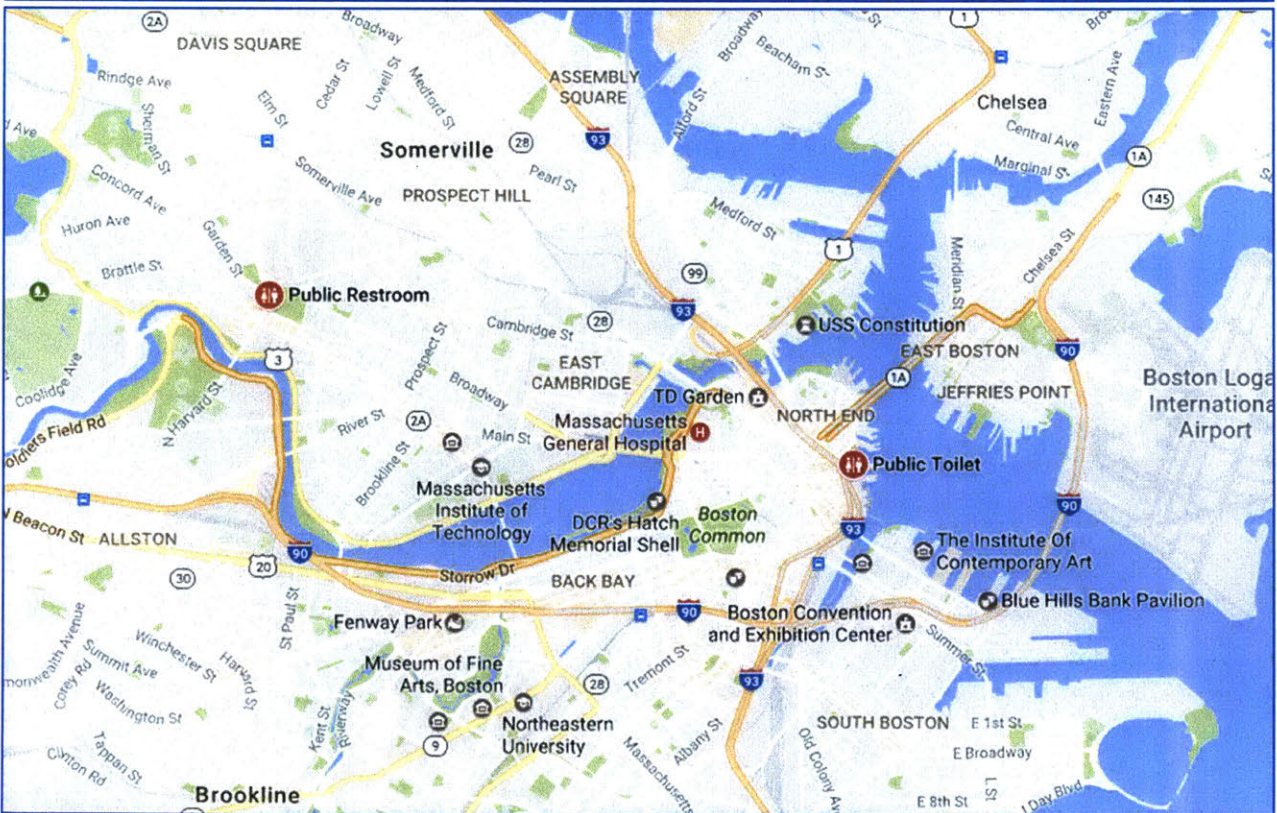 2A
Broadway
DAVIS SQUARE
Broadway
1
Rindge Ave
Cedar St
Lowell St
Medford St
ASSEMBLY
SQUARE
Beacham St
Chelsea
Eastern Ave
Elm St
Sherman St
Alford St
Central Ave
93
28
Somerville
Pearl St
Marginal St
1A
Concord Ave
Somerville Ave
PROSPECT HILL
145
Huron Ave
Garden St
Medford St
Meridian St
Chelsea St
1
Brattle St
99
Public Restroom
93
Cambridge St
28
USS Constitution
3
Prospect St
EAST
CAMBRIDGE
EAST BOSTON
90
Coolidge Ave
Broadway
1A
JEFFRIES POINT
Boston Loga
Internationa
Airport
N Harvard St
River St
2A
TD Garden
NORTH END
Massachusetts
General Hospital
H
oldiers Field Rd
Main St
Brookline St
Public Toilet
Massachusetts
Institute of
Technology
90
N Beacon St
ALLSTON
DCR's Hatch
Memorial Shell
Boston
Common
93
The Institute Of
Contemporary Art
90
20
Storrow Dr
30
BACK BAY
St Paul St
90
Boston Convention
and Exhibition Center
Blue Hills Bank Pavilion
Fenway Park
Summer St
monwealth Avenue
Corey Rd
Summit Ave
Winchester St
Harvard St
Washington St
Museum of Fine
Arts, Boston
Tremont St
28
93
Kent St
Riverway
9
Northeastern
University
Albany St
SOUTH BOSTON
E 1st St
E Broadway
Old Colony Ave
Tappan St
Clinton Rd
Massachusetts
Brookline
E 8th St
L St
Day Blvd